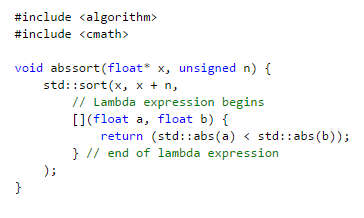 #include <algorithm>
#include <cmath>

void abssort(float* x, unsigned n) {
    std::sort(x, x + n,
        // Lambda expression begins
        [](float a, float b) {
            return (std::abs(a) < std::abs(b));
        } // end of lambda expression
    );
}